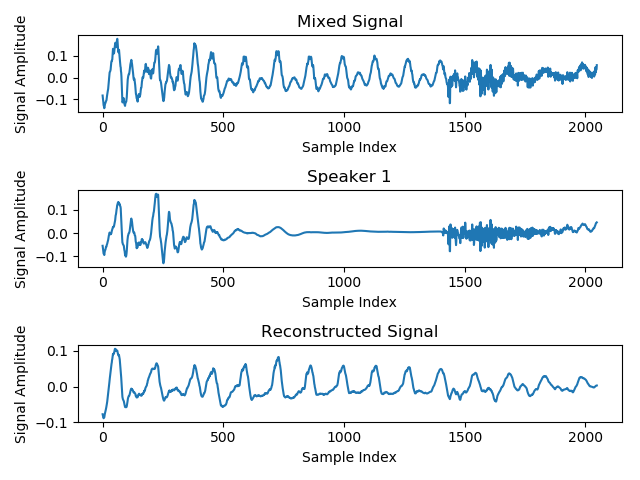 Mixed Signal
Signal Amplitude
0.1
0.0
−0.1
0 500 1000 1500 2000
Sample Index
Speaker 1
Signal Amplitude
0.1
0.0
−0.1
0 500 1000 1500 2000
Sample Index
Reconstructed Signal
Signal Amplitude
0.1
0.0
−0.1
0 500 1000 1500 2000
Sample Index